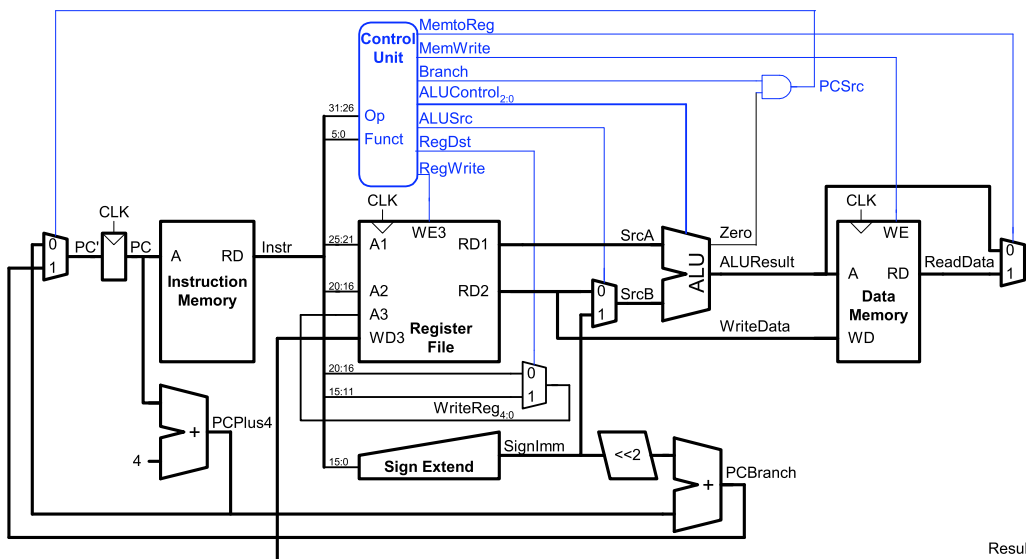 MemtoReg
Control
Unit
MemWrite
Branch
ALUControl2:0
PCSrc
31:26
Op
ALUSrc
5:0
Funct
RegDst
RegWrite
CLK
CLK
CLK
WE3
WE
0
1
PC'
PC
A
RD
Instruction
Memory
Instr
25:21
A1
RD1
SrcA
Zero
ALU
ALUResult
A
RD
ReadData
0
1
20:16
A2
RD2
0
1
SrcB
A3
WD3
Register
File
WriteData
Data
Memory
WD
20:16
0
15:11
1
WriteReg4:0
PCPlus4
+
4
15:0
Sign Extend
SignImm
<<2
+
PCBranch
Resul